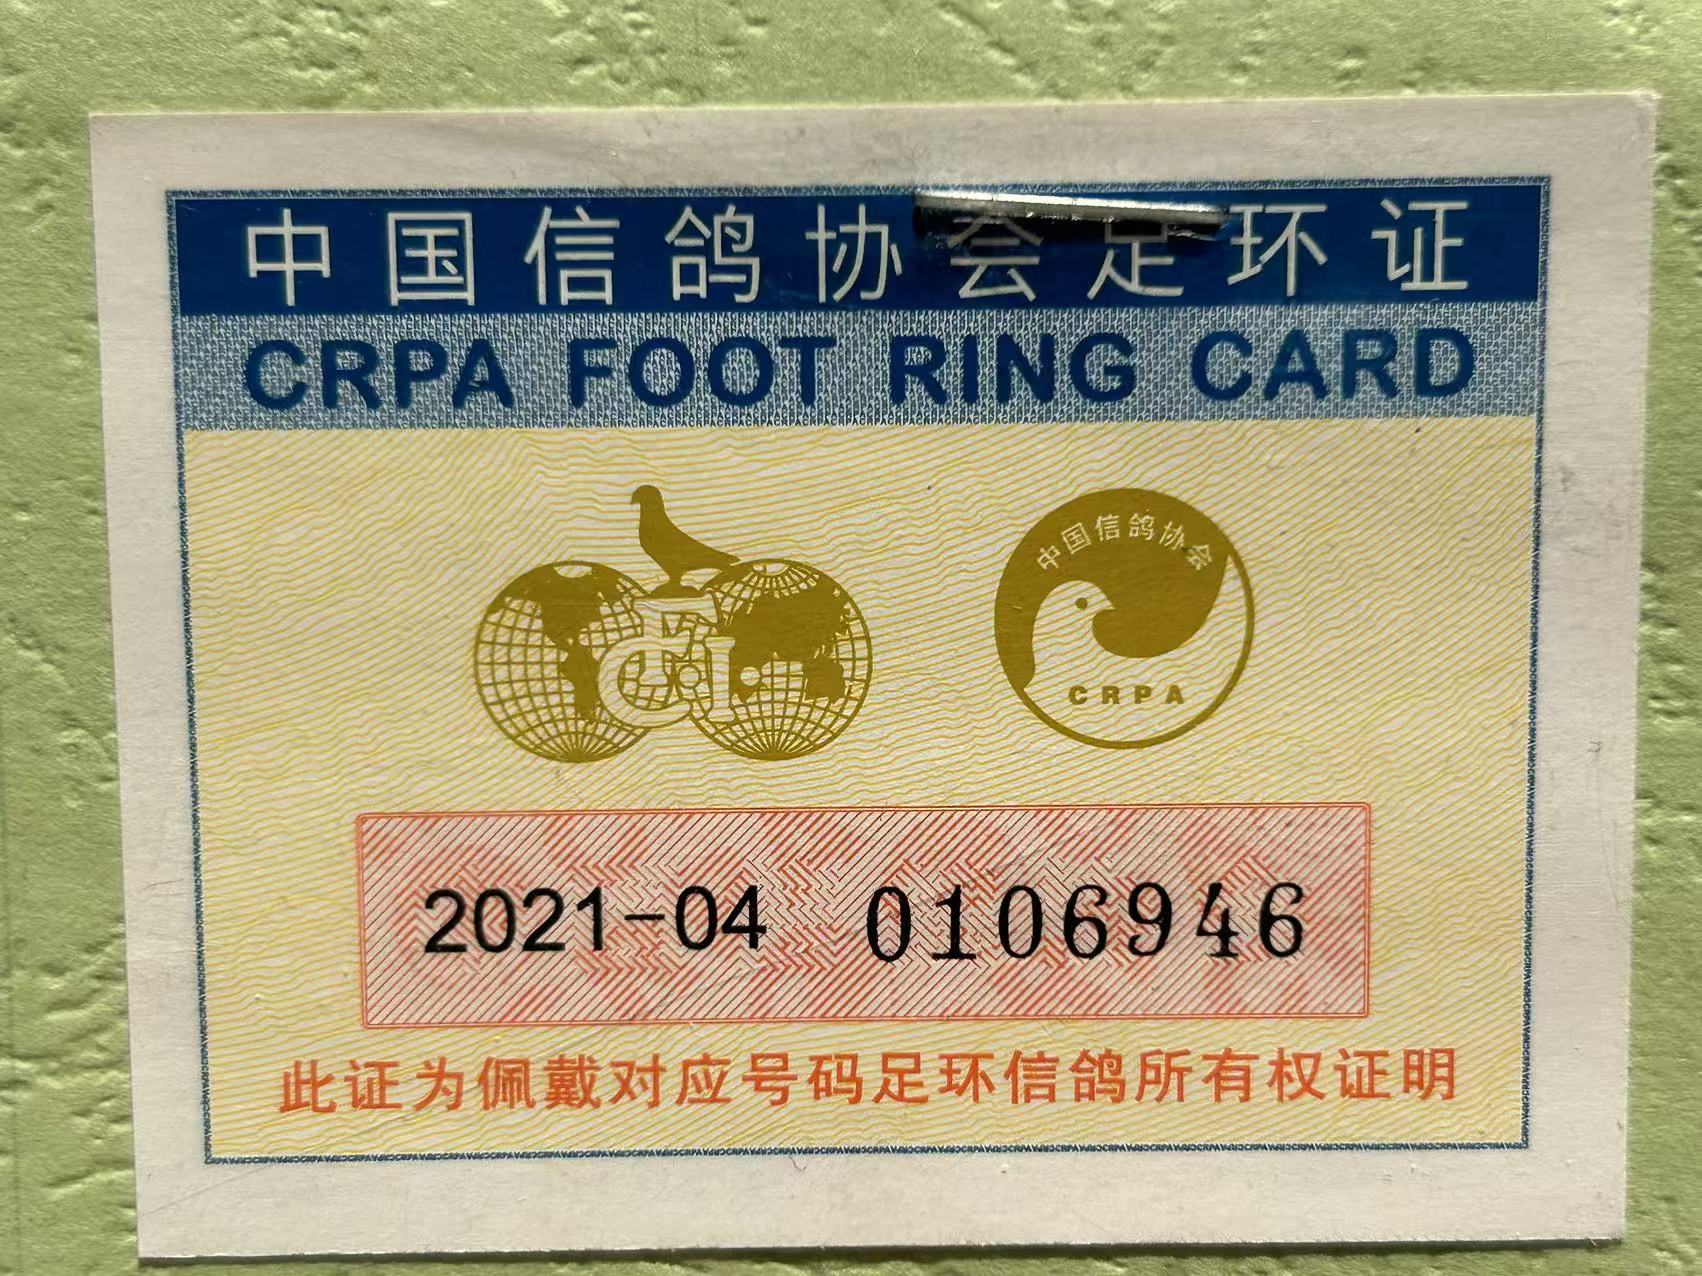 中国信鸽协会足环证
CRPA FOOT RING CARD
中国信鸽协会
CRPA
2021-04 0106946
此证为佩戴对应号码足环信鸽所有权证明